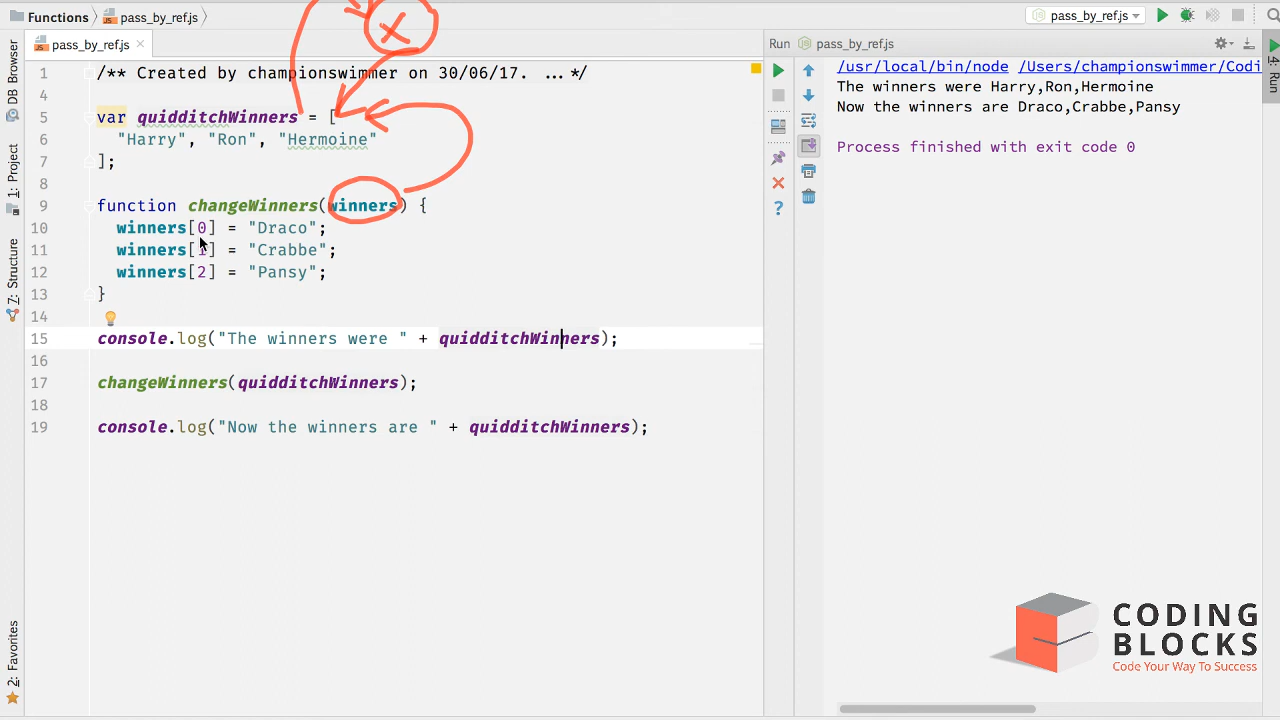 Functions pass_by_ref.js pass_by_ref.js
pass_by_ref.js Run pass_by_ref.js
DB Browser
1: Project
7: Structure
2: Favorites
4: Run
1 /** Created by championswimmer on 30/06/17. ...*/
4
5 var quidditchWinners = [
6 "Harry", "Ron", "Hermoine"
7 ];
8
9 function changeWinners(winners) {
10 winners[0] = "Draco";
11 winners[1] = "Crabbe";
12 winners[2] = "Pansy";
13 }
14
15 console.log("The winners were " + quidditchWinners);
16
17 changeWinners(quidditchWinners);
18
19 console.log("Now the winners are " + quidditchWinners);
/usr/local/bin/node /Users/championswimmer/Codi
The winners were Harry,Ron,Hermoine
Now the winners are Draco,Crabbe,Pansy
Process finished with exit code 0
CODING
BLOCKS
Code Your Way To Success